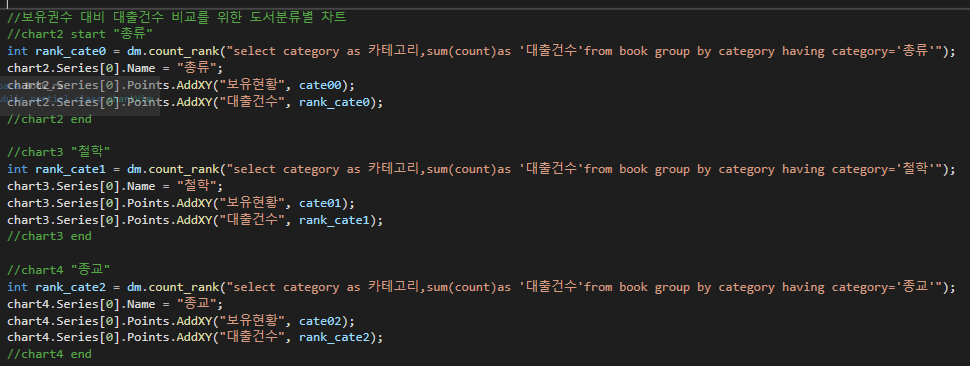 //보유권수 대비 대출건수 비교를 위한 도서분류별 차트
//chart2 start "종류"
int rank_cate0 = dm.count_rank("select category as 카테고리,sum(count)as '대출건수'from book group by category having category='종류'");
chart2.Series[0].Name = "종류";
chart2.Series[0].Points.AddXY("보유현황", cate00);
chart2.Series[0].Points.AddXY("대출건수", rank_cate0);
//chart2 end
//chart3 "철학"
int rank_cate1 = dm.count_rank("select category as 카테고리,sum(count)as '대출건수'from book group by category having category='철학'");
chart3.Series[0].Name = "철학";
chart3.Series[0].Points.AddXY("보유현황", cate01);
chart3.Series[0].Points.AddXY("대출건수", rank_cate1);
//chart3 end
//chart4 "종교"
int rank_cate2 = dm.count_rank("select category as 카테고리,sum(count)as '대출건수'from book group by category having category='종교'");
chart4.Series[0].Name = "종교";
chart4.Series[0].Points.AddXY("보유현황", cate02);
chart4.Series[0].Points.AddXY("대출건수", rank_cate2);
//chart4 end